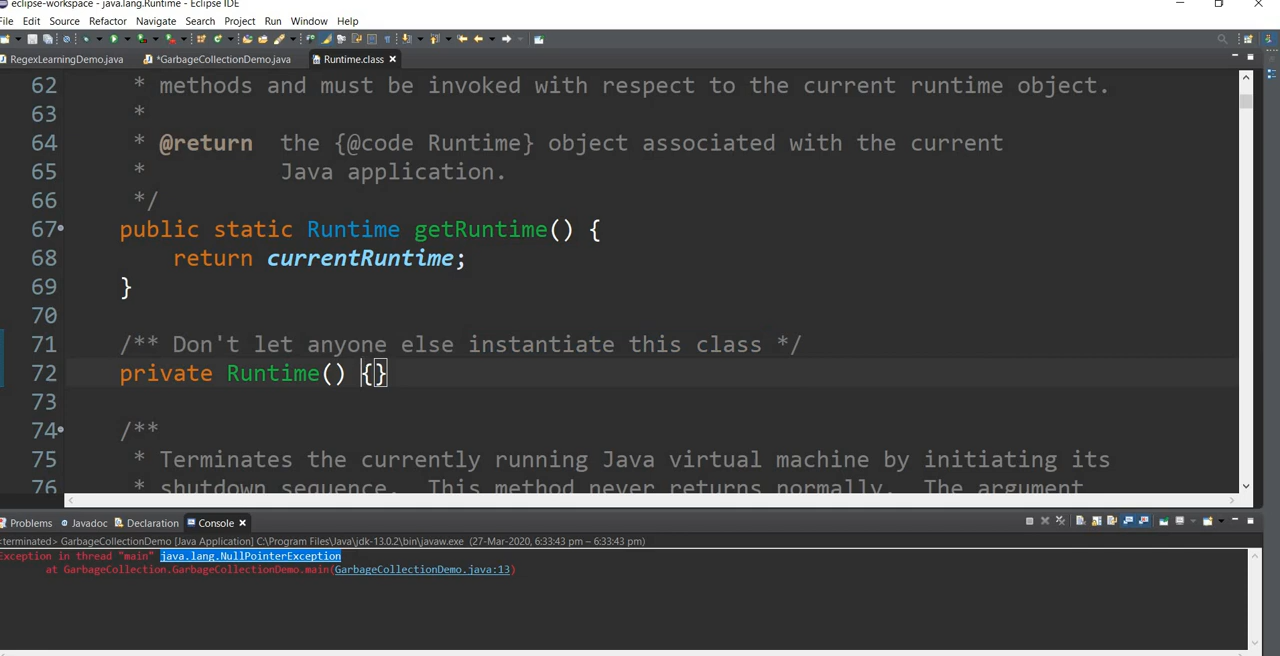 eclipse-workspace - java.lang.Runtime - Eclipse IDE
File Edit Source Refactor Navigate Search Project Run Window Help
RegexLearningDemo.java *GarbageCollectionDemo.java Runtime.class
62 * methods and must be invoked with respect to the current runtime object.
63 *
64 * @return the {@code Runtime} object associated with the current
65 * Java application.
66 */
67 public static Runtime getRuntime() {
68 return currentRuntime;
69 }
70
71 /** Don't let anyone else instantiate this class */
72 private Runtime() {}
73
74 /**
75 * Terminates the currently running Java virtual machine by initiating its
76 * shutdown sequence. This method never returns normally. The argument
Problems Javadoc Declaration Console
<terminated> GarbageCollectionDemo [Java Application] C:\Program Files\Java\jdk-13.0.2\bin\javaw.exe (27-Mar-2020, 6:33:43 pm – 6:33:43 pm)
Exception in thread "main" java.lang.NullPointerException
at GarbageCollection.GarbageCollectionDemo.main(GarbageCollectionDemo.java:13)